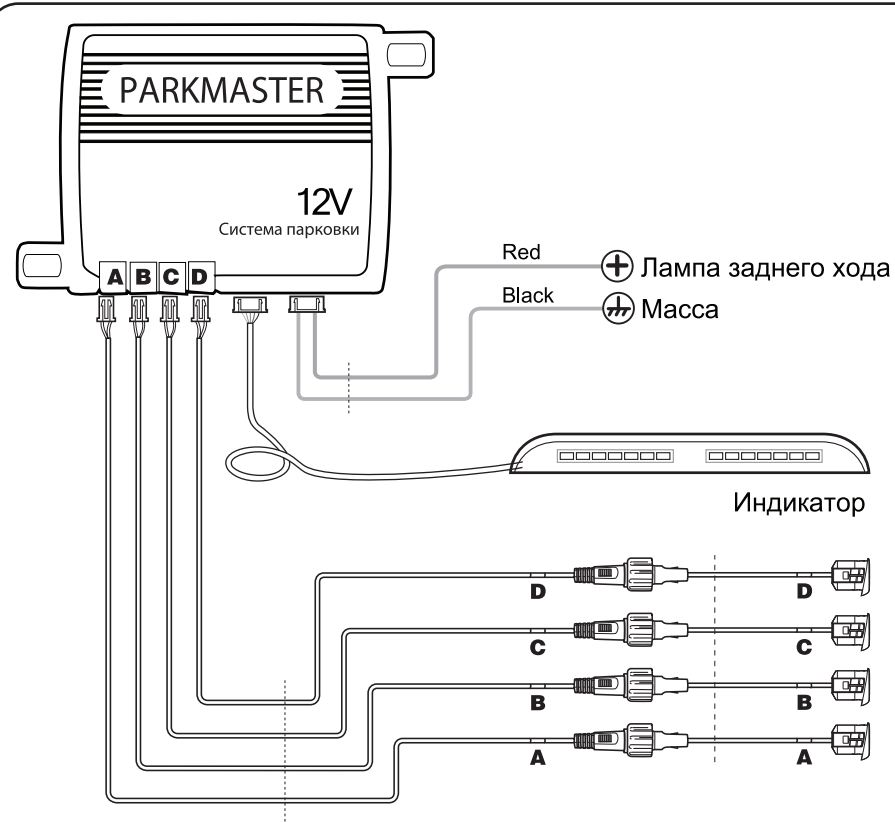 PARKMASTER
12V
Система парковки
A B C D
Red
Лампа заднего хода
Black
Масса
Индикатор
D D
C C
B B
A A